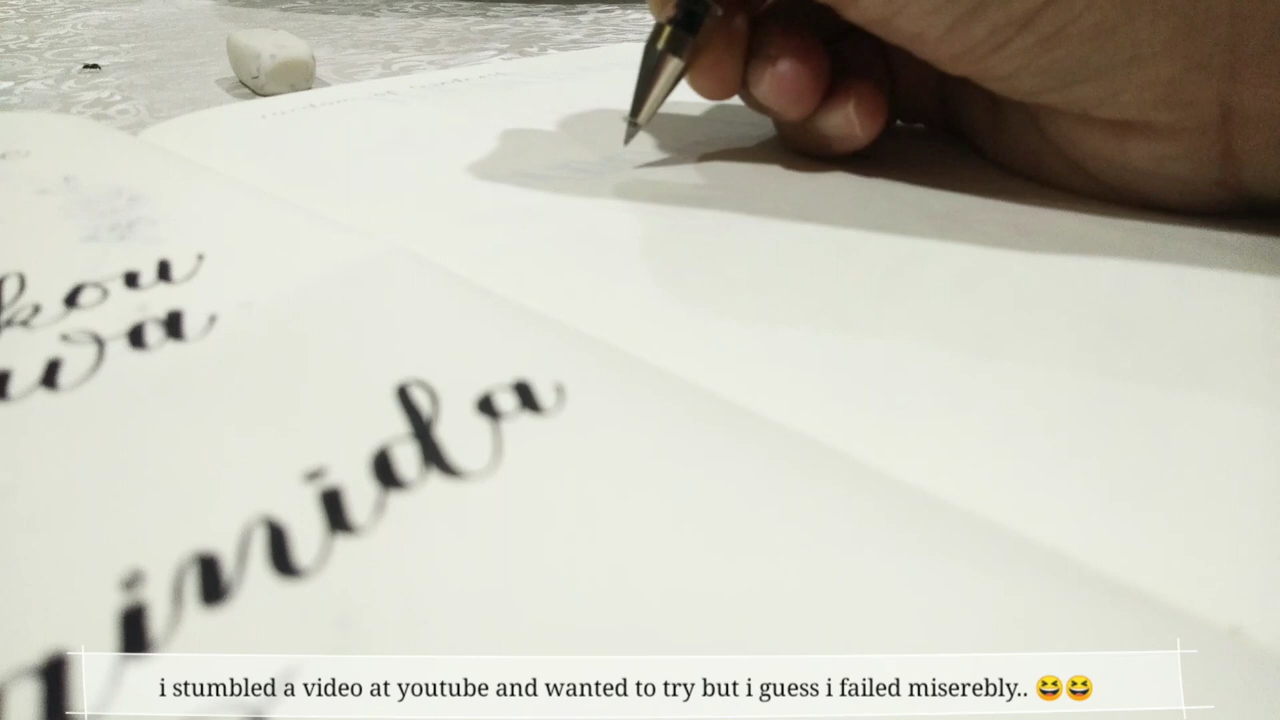 kou
wa
inida
i stumbled a video at youtube and wanted to try but i guess i failed miserebly.. 😆😆